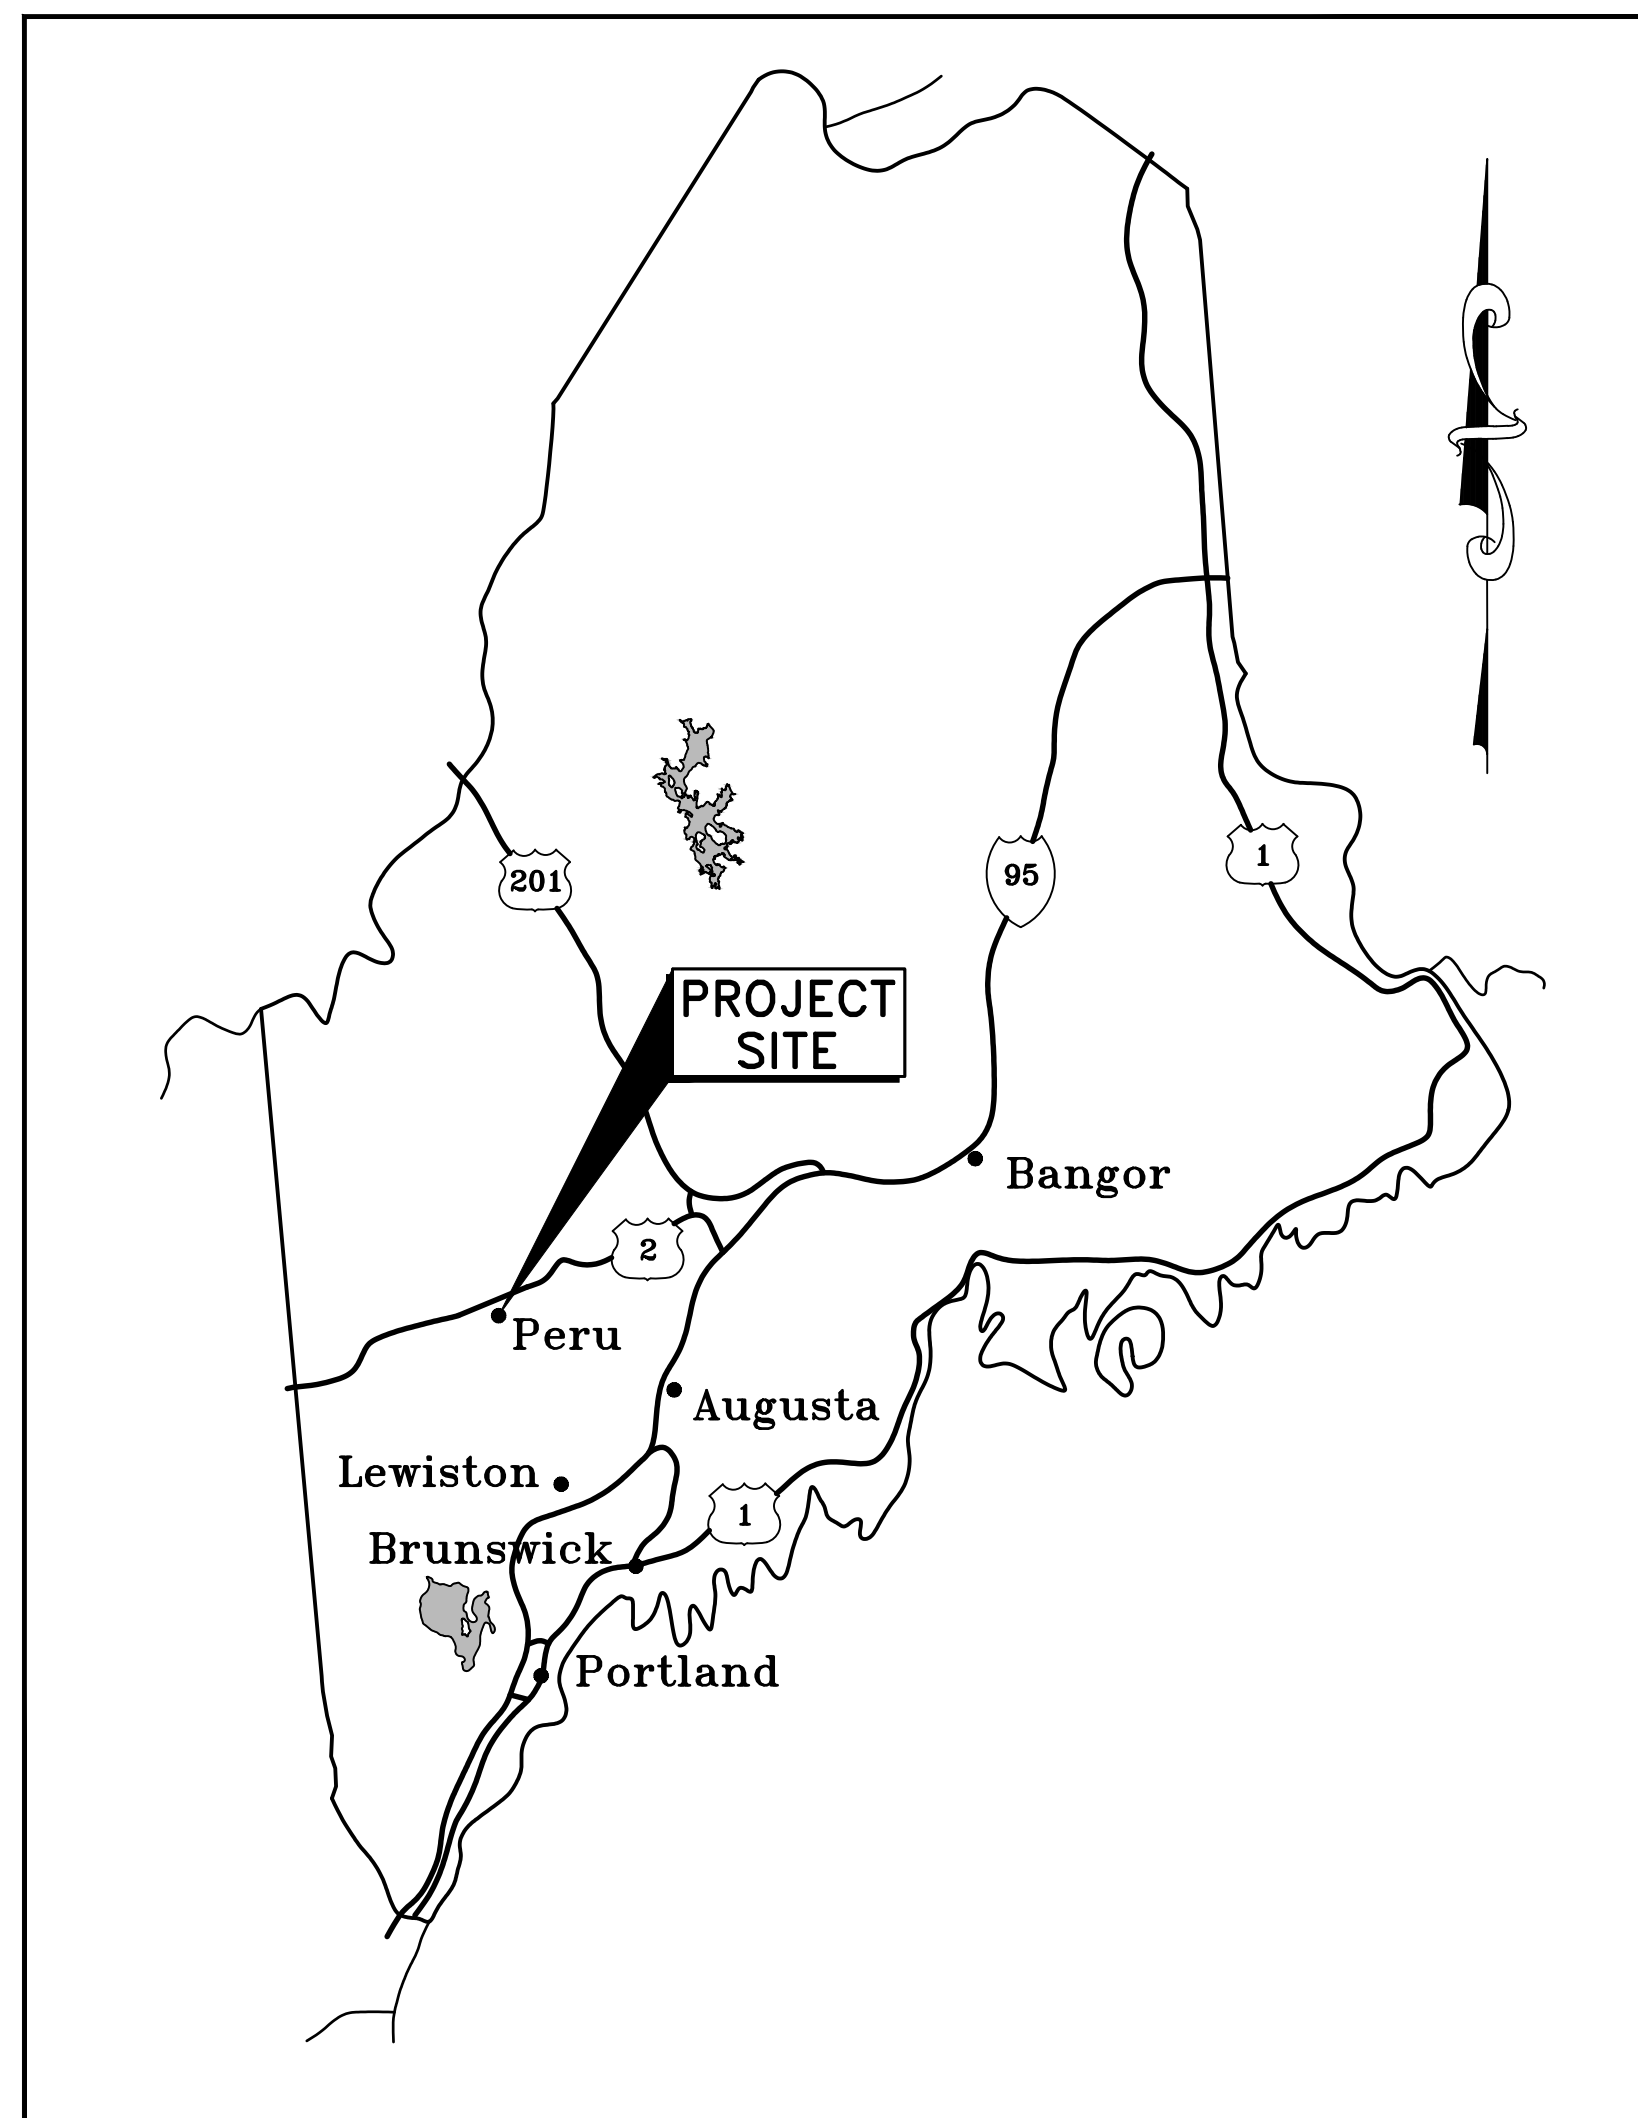 201
95
1
PROJECT
SITE
Bangor
2
Peru
Augusta
Lewiston
1
Brunswick
Portland